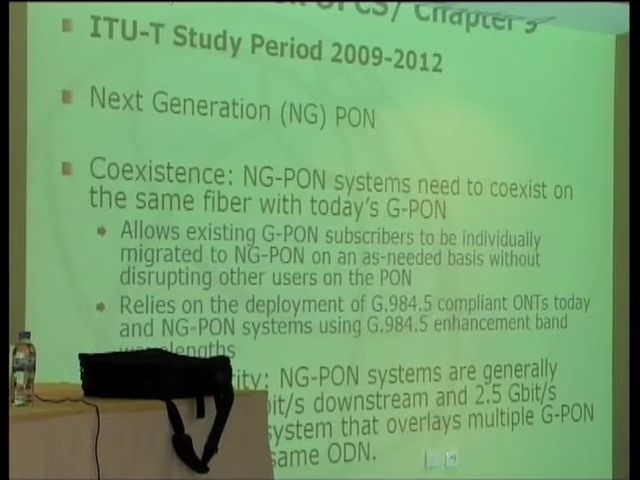 Chapter 5
ITU-T Study Period 2009-2012
Next Generation (NG) PON
Coexistence: NG-PON systems need to coexist on
the same fiber with today's G-PON
Allows existing G-PON subscribers to be individually
migrated to NG-PON on an as-needed basis without
disrupting other users on the PON
Relies on the deployment of G.984.5 compliant ONTs today
and NG-PON systems using G.984.5 enhancement band
wavelengths
ity: NG-PON systems are generally
bit/s downstream and 2.5 Gbit/s
system that overlays multiple G-PON
same ODN.